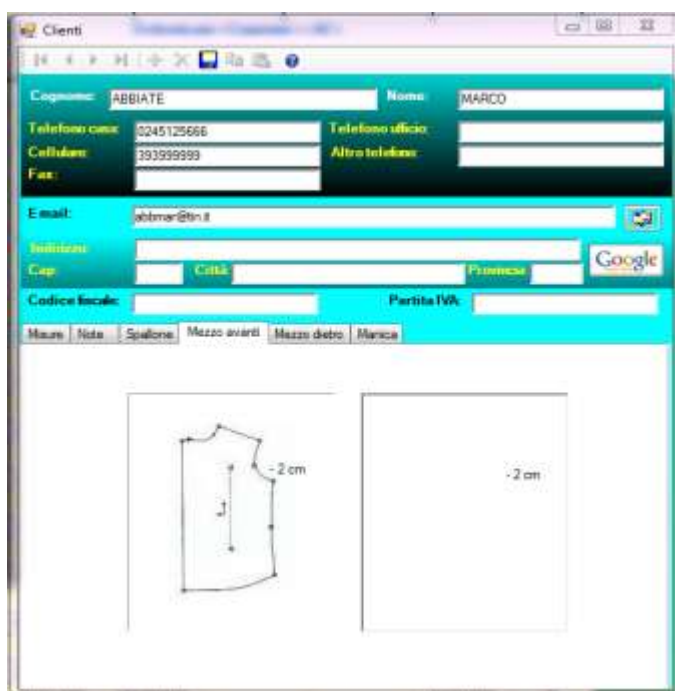 Clienti
Cognome: ABBIATE Nome: MARCO
Telefono casa: 0245125666 Telefono ufficio:
Cellulare: 393999999 Altro telefono:
Fax:
E mail: abbmar@tin.it
Indirizzo: Google
Cap: Città: Provincia:
Codice fiscale: Partita IVA:
Misure Note Spallone Mezzo avanti Mezzo dietro Manica
- 2 cm - 2 cm